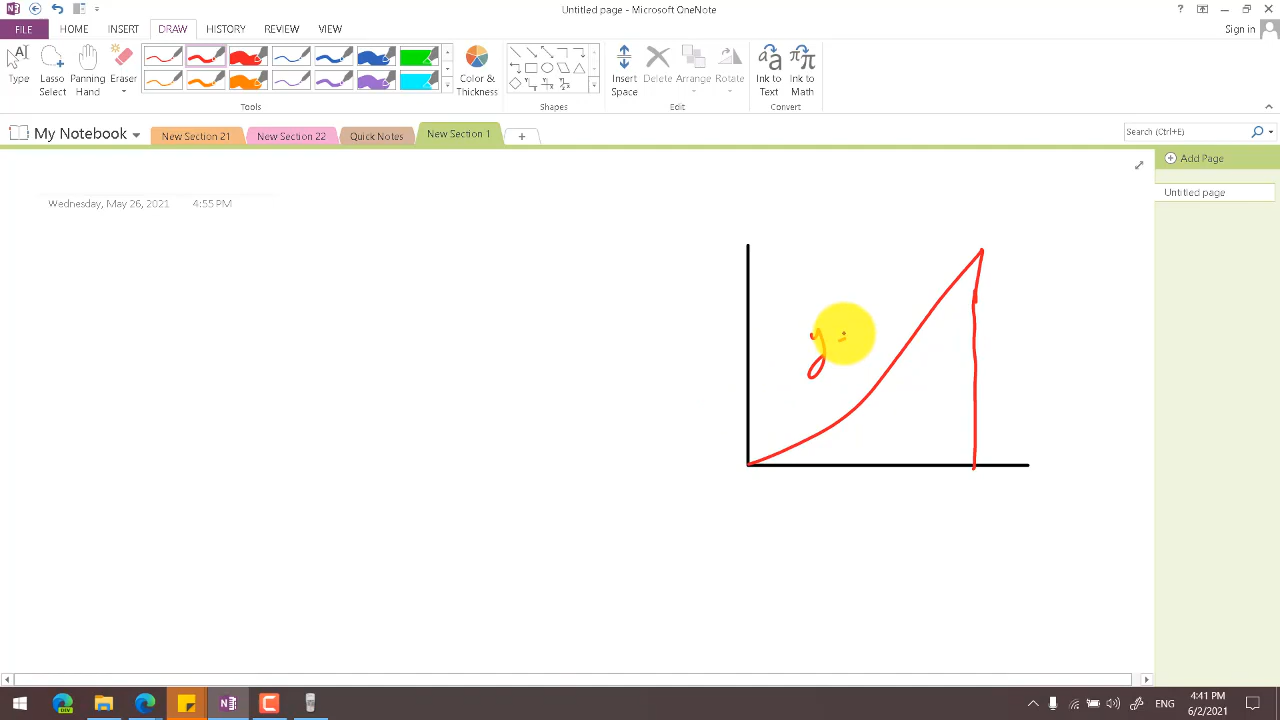 Untitled page - Microsoft OneNote
?
FILE HOME INSERT DRAW HISTORY REVIEW VIEW
Sign in
Type
Lasso Select
Panning Hand
Eraser
Color & Thickness
Insert Space
Delete
Arrange
Rotate
Ink to Text
Ink to Math
Tools Shapes Edit Convert
My Notebook
New Section 21
New Section 22
Quick Notes
New Section 1
Search (Ctrl+E)
Add Page
Untitled page
Wednesday, May 26, 2021 4:55 PM
y =
ENG
4:41 PM
6/2/2021